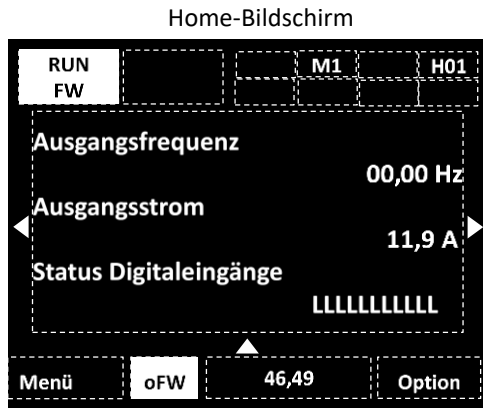 Home-Bildschirm
RUN M1 H01
FW
Ausgangsfrequenz
00,00 Hz
Ausgangsstrom
11,9 A
Status Digitaleingänge
LLLLLLLLLLL
Menü oFW 46,49 Option